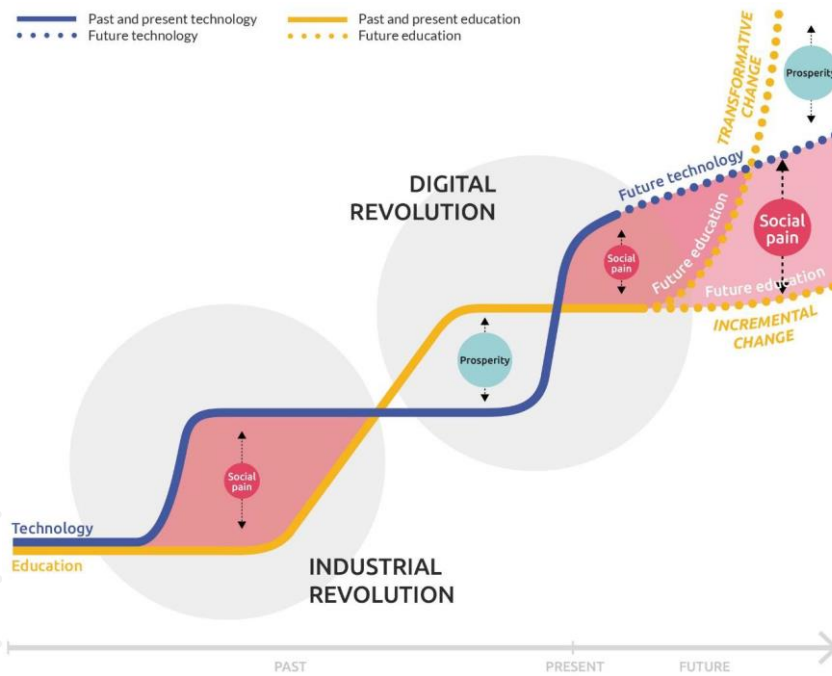 Past and present technology
Future technology
Past and present education
Future education
TRANSFORMATIVE
CHANGE
Prosperity
DIGITAL
REVOLUTION
Future technology
Social
pain
Future education
Social
pain
Future education
INCREMENTAL
CHANGE
Prosperity
Social
pain
Technology
Education
INDUSTRIAL
REVOLUTION
PAST
PRESENT
FUTURE